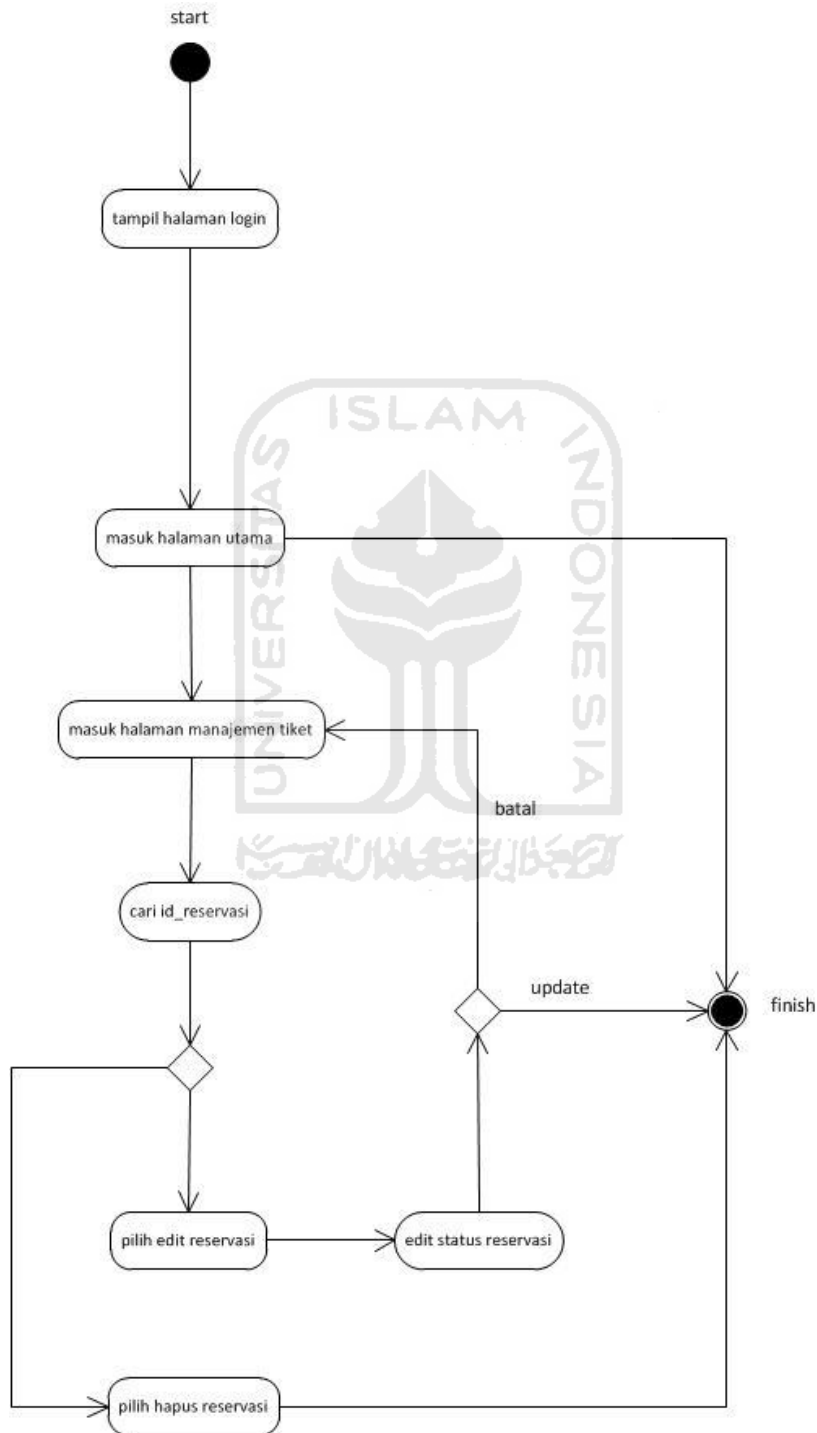 start
tampil halaman login
ISLAM
UNIVERSITAS
INDONESIA
masuk halaman utama
masuk halaman manajemen tiket
batal
cari id_reservasi
update
finish
pilih edit reservasi
edit status reservasi
pilih hapus reservasi